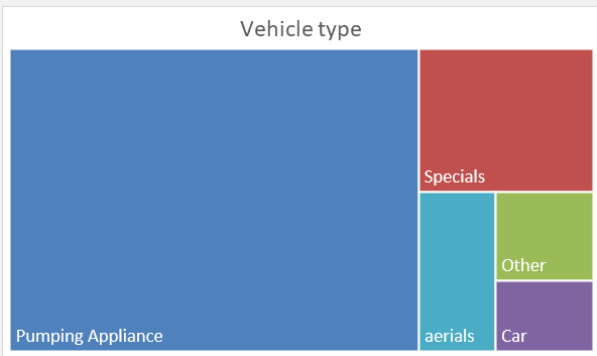 Vehicle type
Specials
Other
Pumping Appliance
aerials
Car